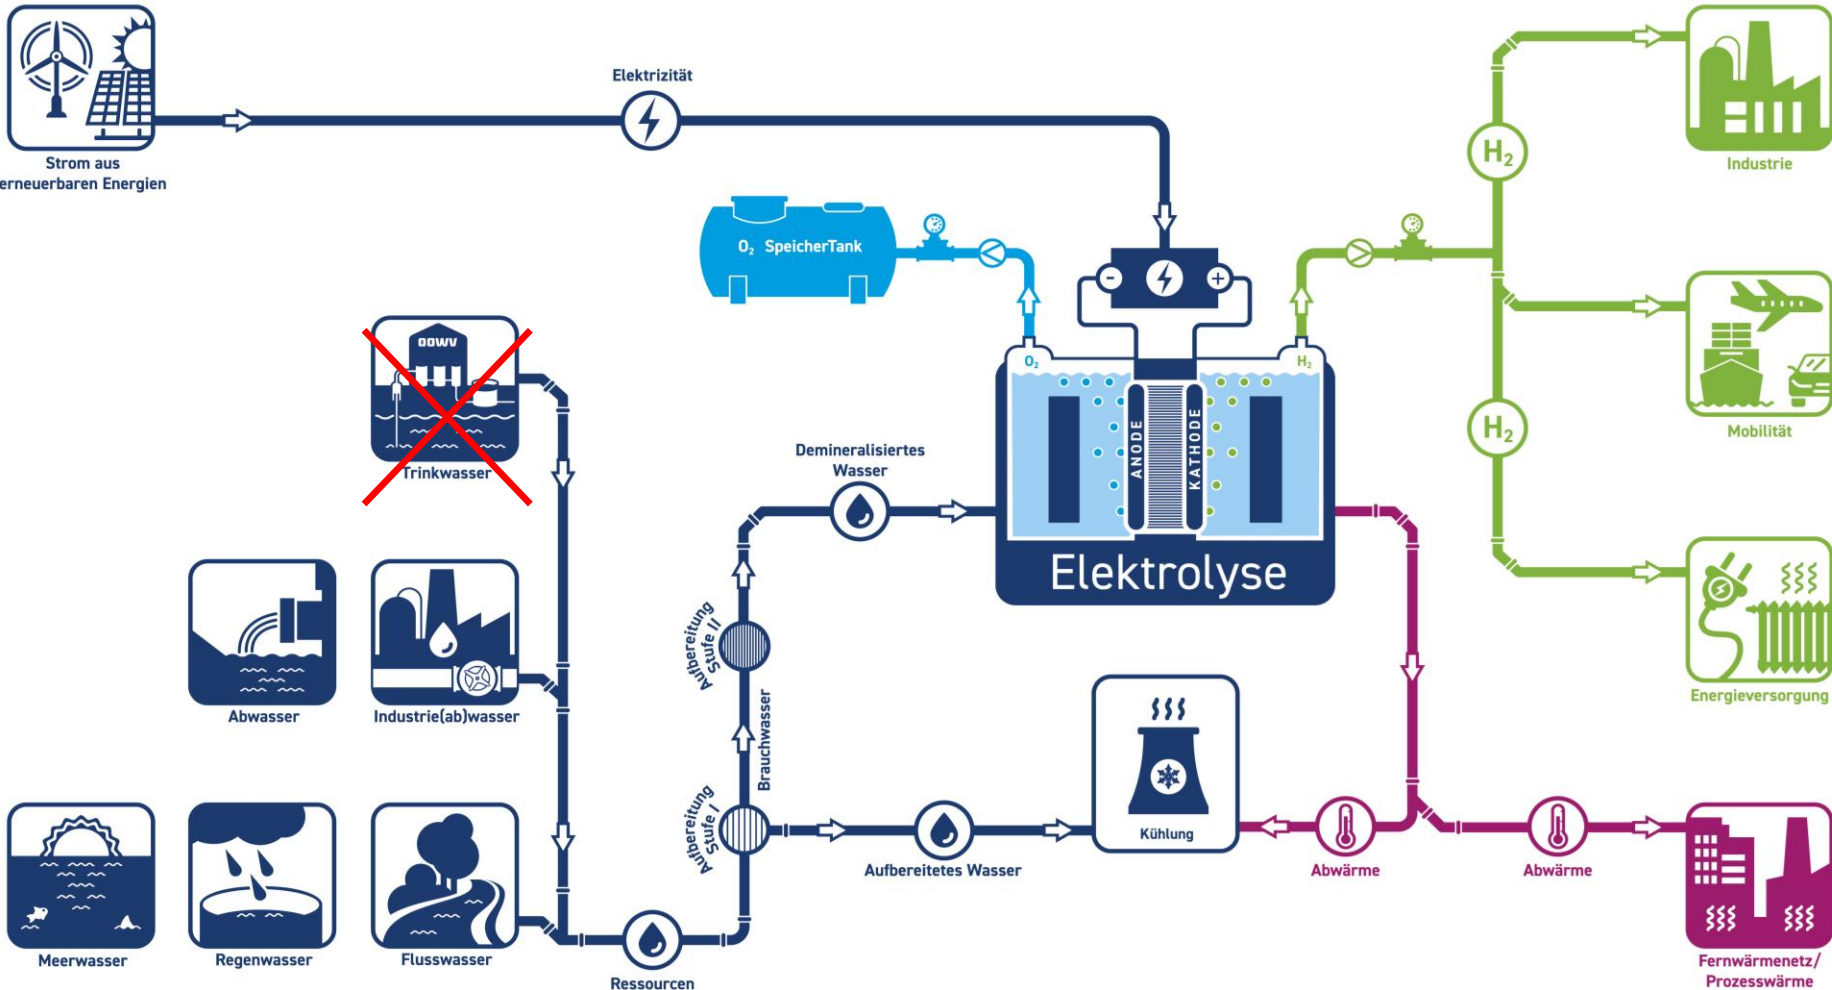 Strom aus
erneuerbaren Energien
Elektrizität
O₂ SpeicherTank
-
+
O₂
H₂
ANODE
KATHODE
Elektrolyse
H₂
H₂
Industrie
Mobilität
Energieversorgung
OOWV
Trinkwasser
Abwasser
Industrie(ab)wasser
Meerwasser
Regenwasser
Flusswasser
Ressourcen
Aufbereitung
Stufe I
Brauchwasser
Aufbereitung
Stufe II
Demineralisiertes
Wasser
Aufbereitetes Wasser
Kühlung
Abwärme
Abwärme
Fernwärmenetz/
Prozesswärme